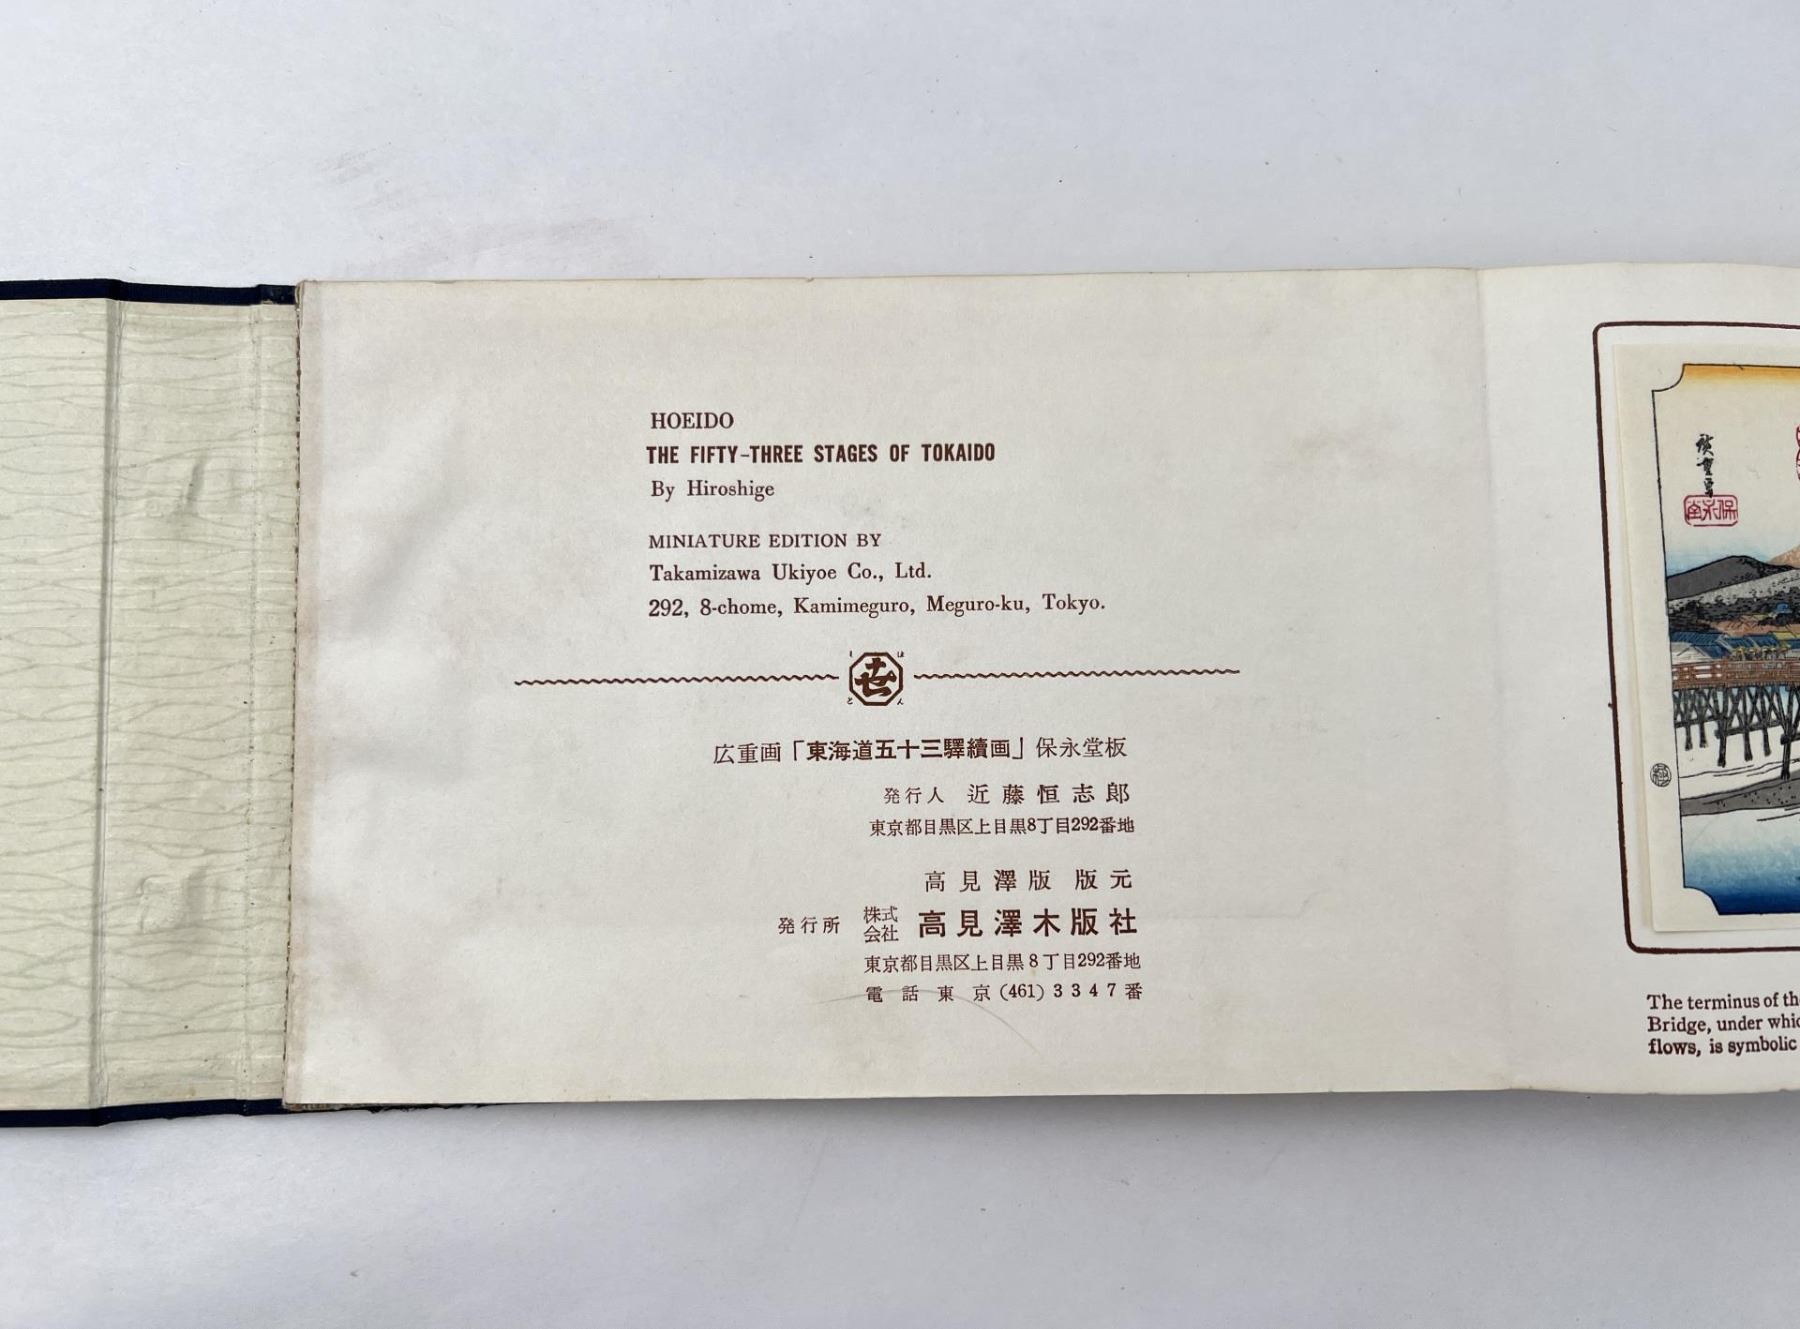 HOEIDO
THE FIFTY-THREE STAGES OF TOKAIDO
By Hiroshige
MINIATURE EDITION BY
Takamizawa Ukiyoe Co., Ltd.
292, 8-chome, Kamimeguro, Meguro-ku, Tokyo.
広重画「東海道五十三驛續画」保永堂板
発行人 近藤恒志郎
東京都目黒区上目黒8丁目292番地
高見澤版 版元
発行所 株式会社 高見澤木版社
東京都目黒区上目黒8丁目292番地
電話 東京(461)3347番
廣重画
保永堂
The terminus of th
Bridge, under whic
flows, is symbolic